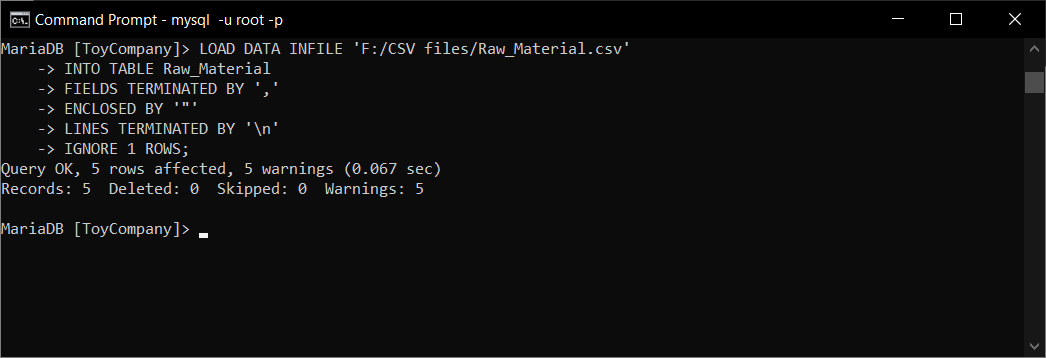 Command Prompt - mysql  -u root -p
MariaDB [ToyCompany]> LOAD DATA INFILE 'F:/CSV files/Raw_Material.csv'
    -> INTO TABLE Raw_Material
    -> FIELDS TERMINATED BY ','
    -> ENCLOSED BY '"'
    -> LINES TERMINATED BY '\n'
    -> IGNORE 1 ROWS;
Query OK, 5 rows affected, 5 warnings (0.067 sec)
Records: 5  Deleted: 0  Skipped: 0  Warnings: 5
MariaDB [ToyCompany]>